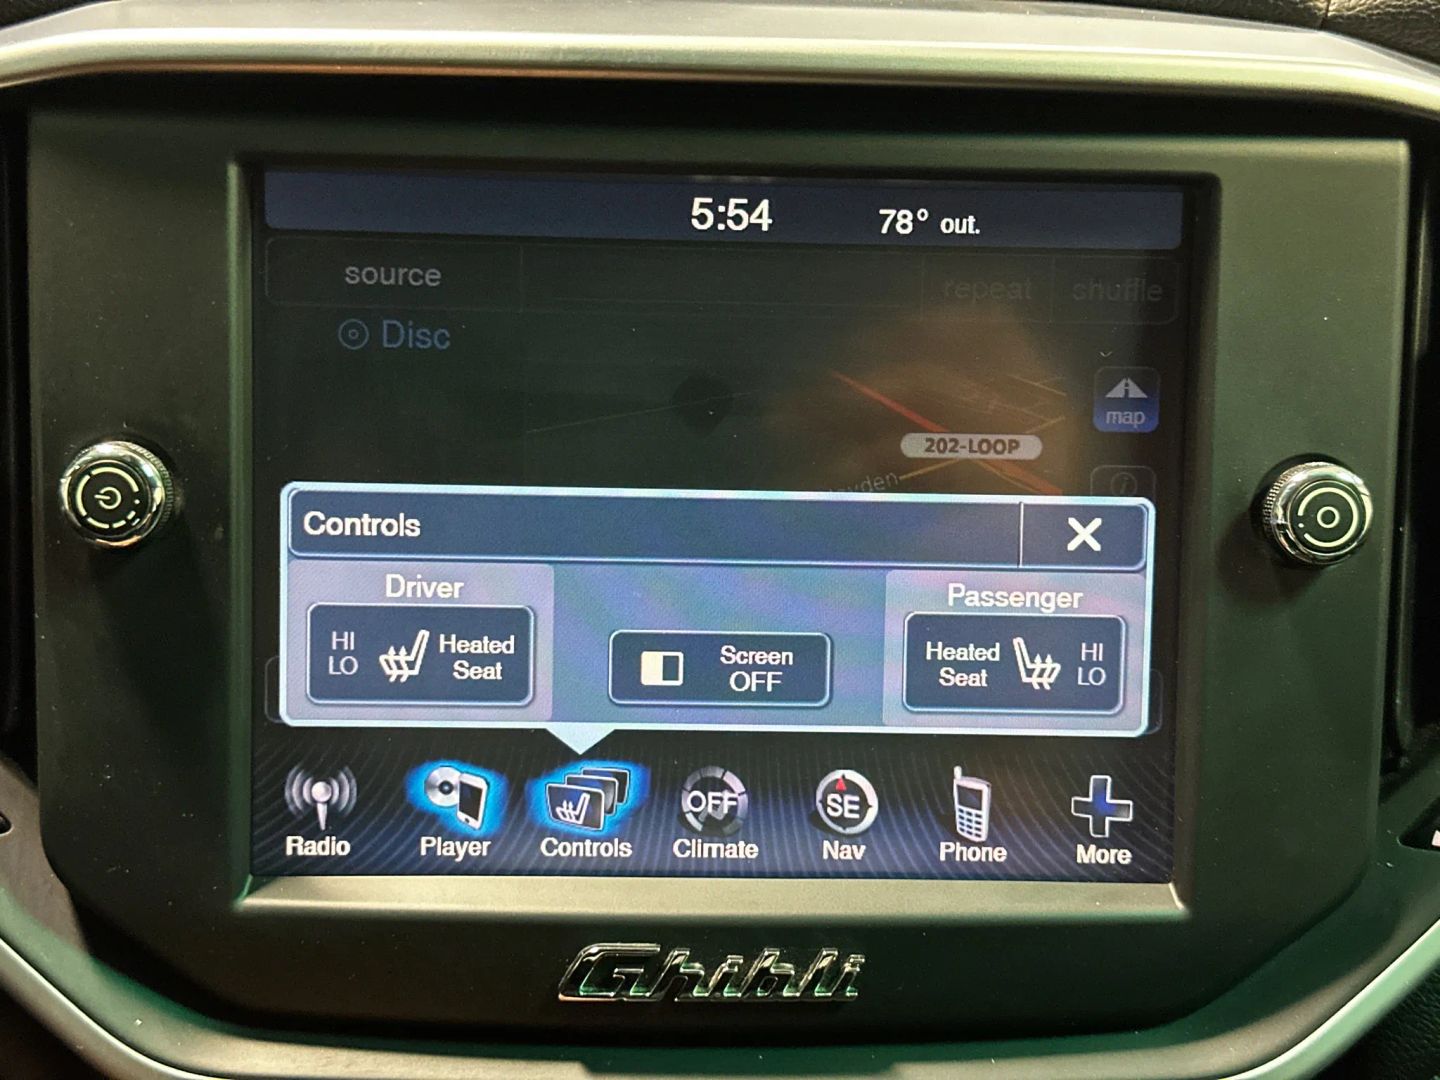 5:54 78° out.
source repeat shuffle
Disc
map
202-LOOP
Controls
Driver
HI
LO
Heated
Seat
Screen
OFF
Passenger
Heated
Seat
HI
LO
OFF
SE
Radio Player Controls Climate Nav Phone More
Ghibli